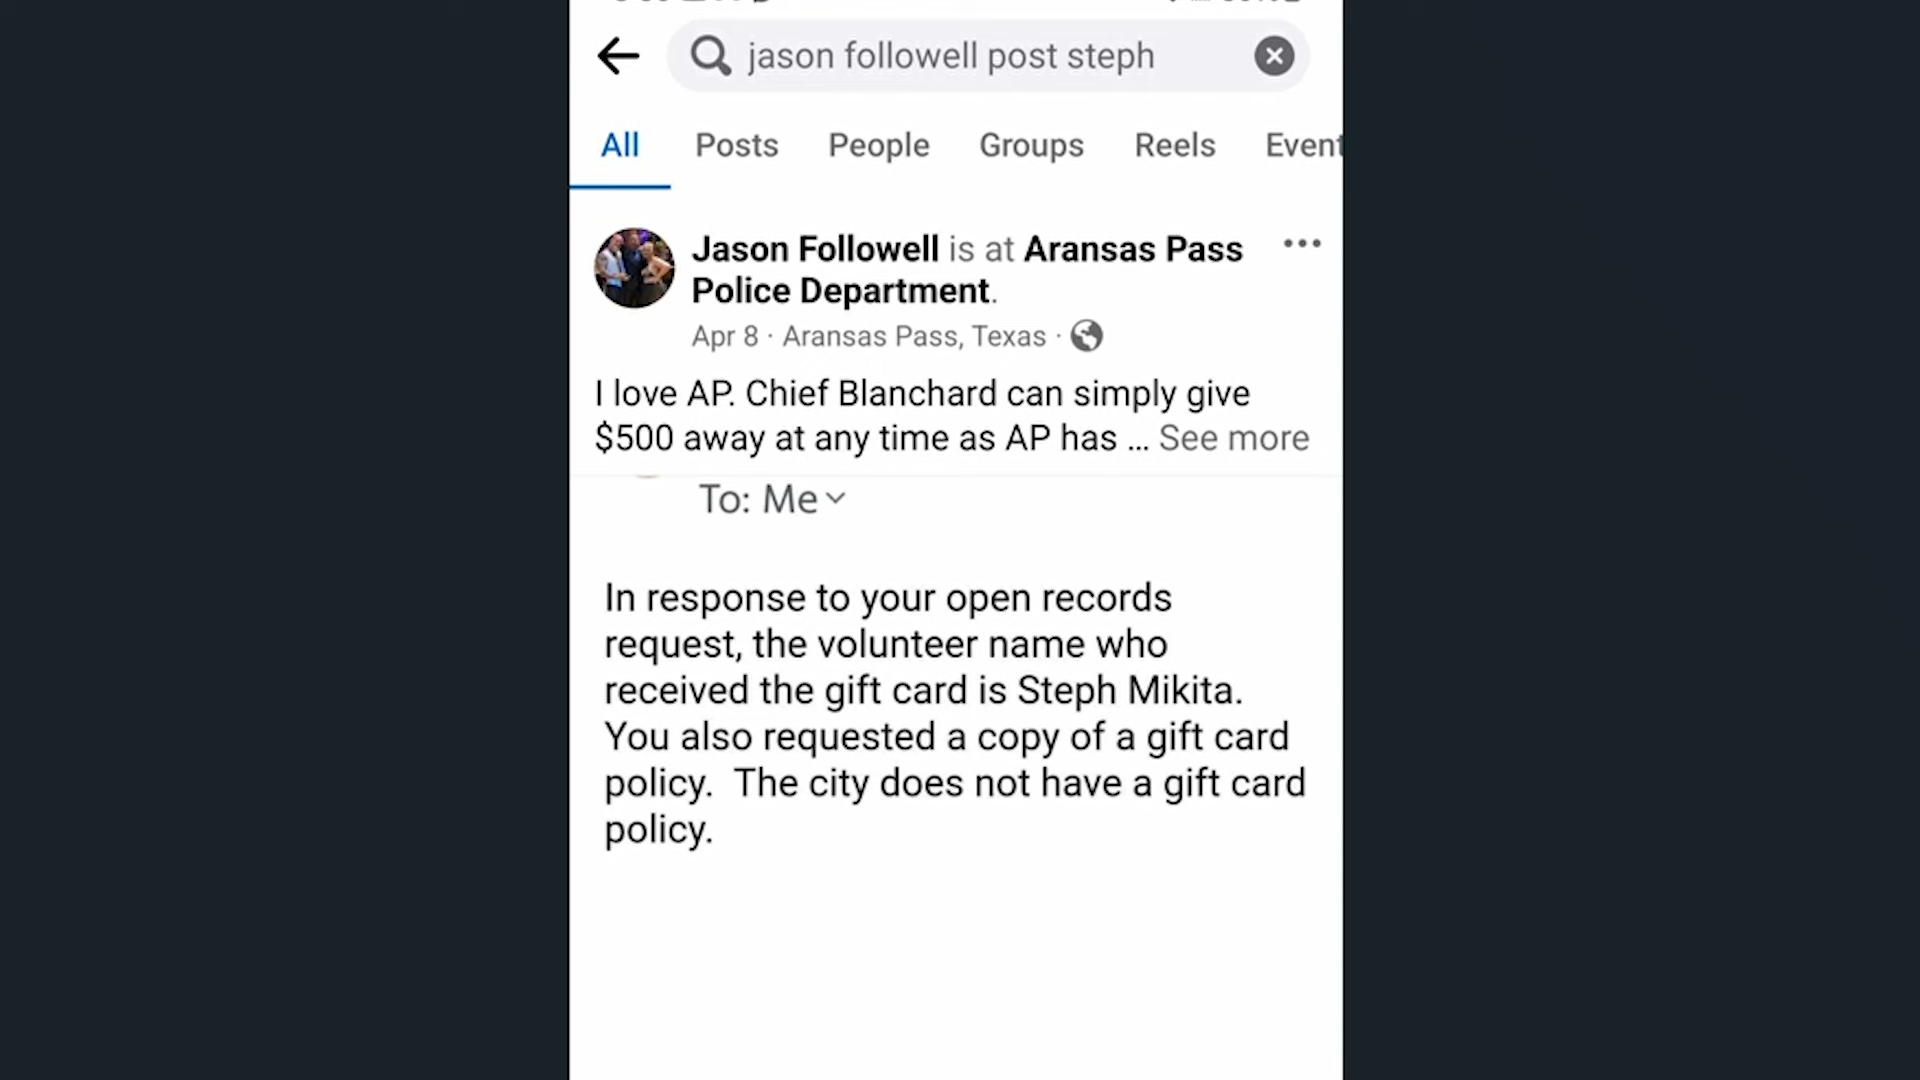 jason followell post steph
All Posts People Groups Reels Event
Jason Followell is at Aransas Pass
Police Department.
Apr 8 · Aransas Pass, Texas ·
I love AP. Chief Blanchard can simply give
$500 away at any time as AP has ... See more
To: Me
In response to your open records
request, the volunteer name who
received the gift card is Steph Mikita.
You also requested a copy of a gift card
policy.  The city does not have a gift card
policy.